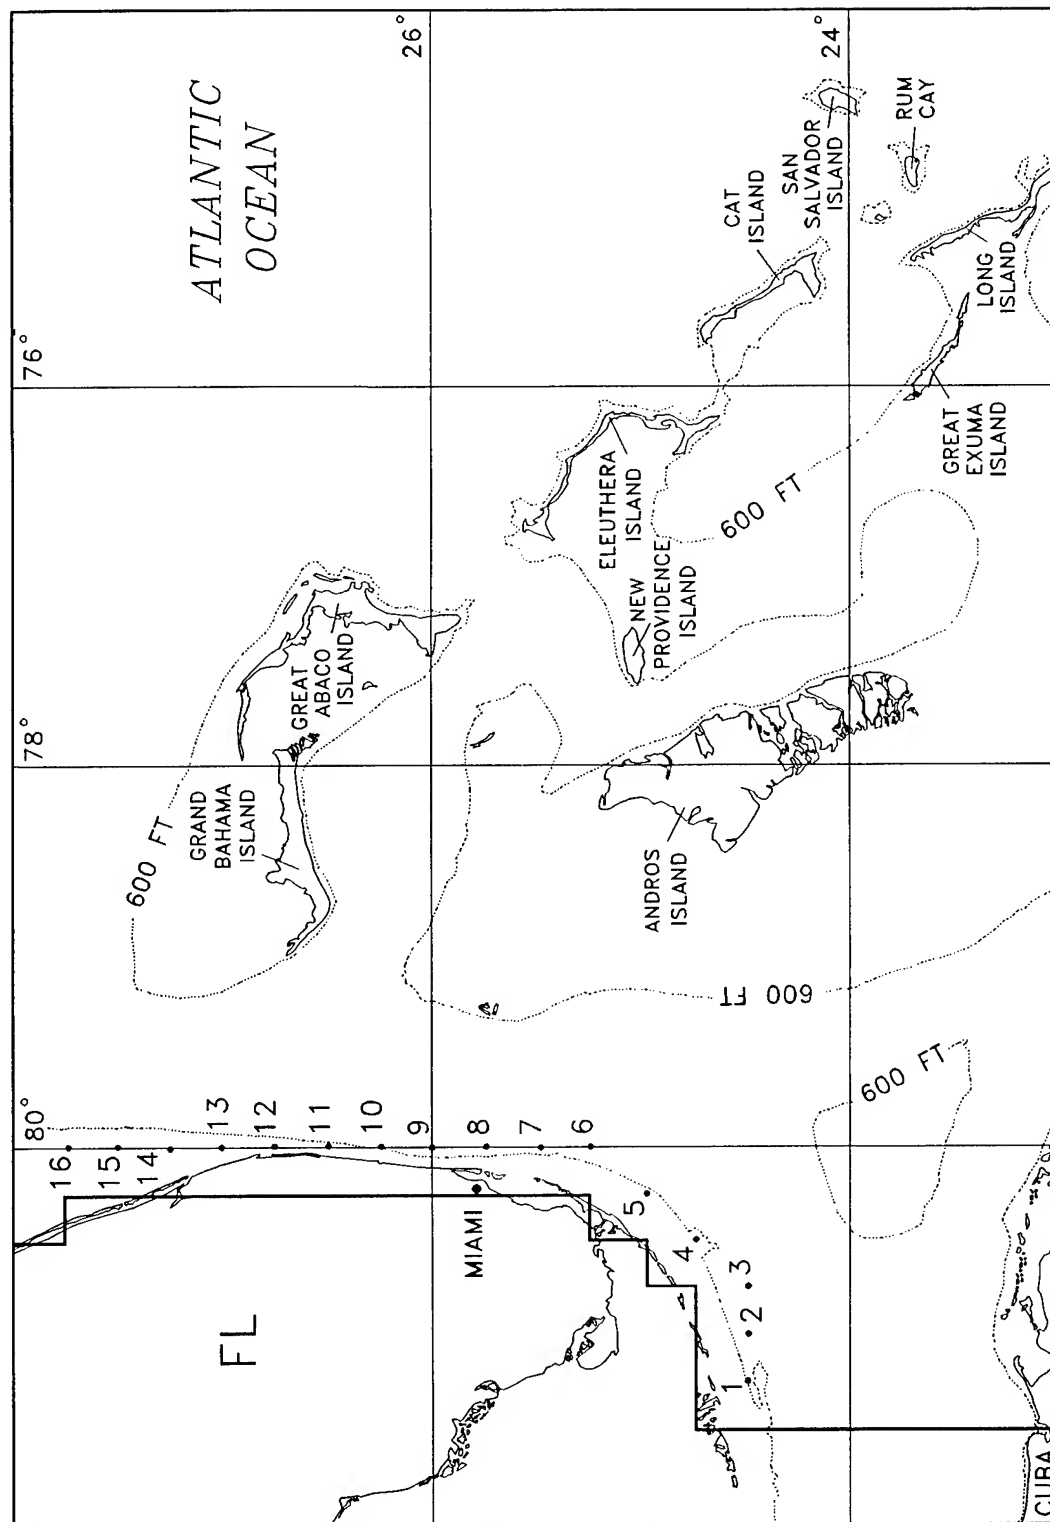 80°
78°
76°
26°
24°
ATLANTIC
OCEAN
FL
MIAMI
CUBA
16
15
14
13
12
11
10
9
8
7
6
5
4
3
2
1
600 FT
GRAND
BAHAMA
ISLAND
GREAT
ABACO
ISLAND
ELEUTHERA
ISLAND
NEW
PROVIDENCE
ISLAND
600 FT
CAT
ISLAND
SAN
SALVADOR
ISLAND
RUM
CAY
LONG
ISLAND
GREAT
EXUMA
ISLAND
ANDROS
ISLAND
600 FT
600 FT